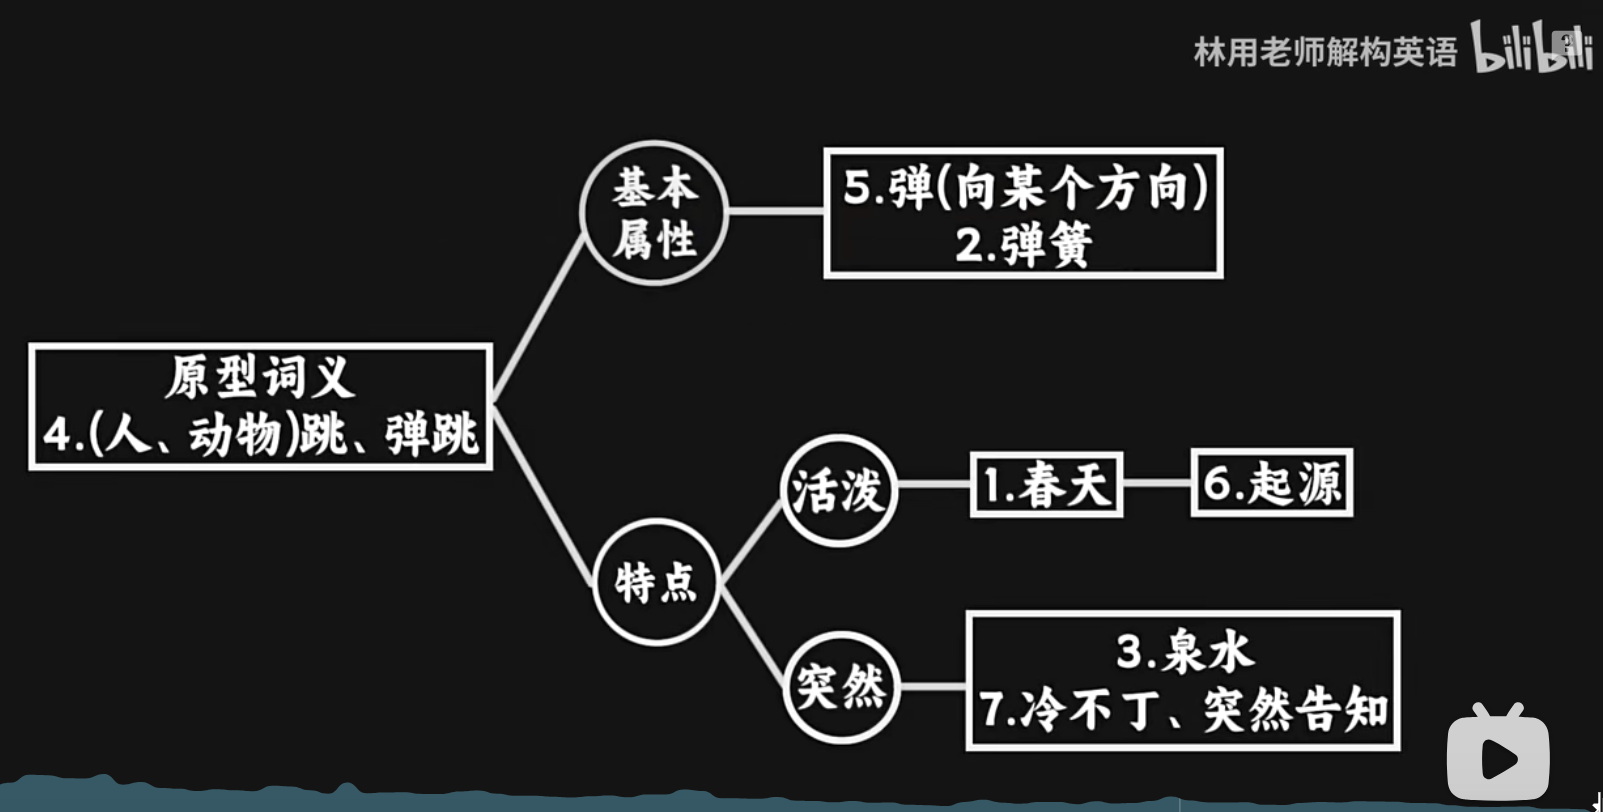 林用老师解构英语 bilibili
基本
属性
5.弹(向某个方向)
2.弹簧
原型词义
4.(人、动物)跳、弹跳
特点
活泼
1.春天
6.起源
突然
3.泉水
7.冷不丁、突然告知